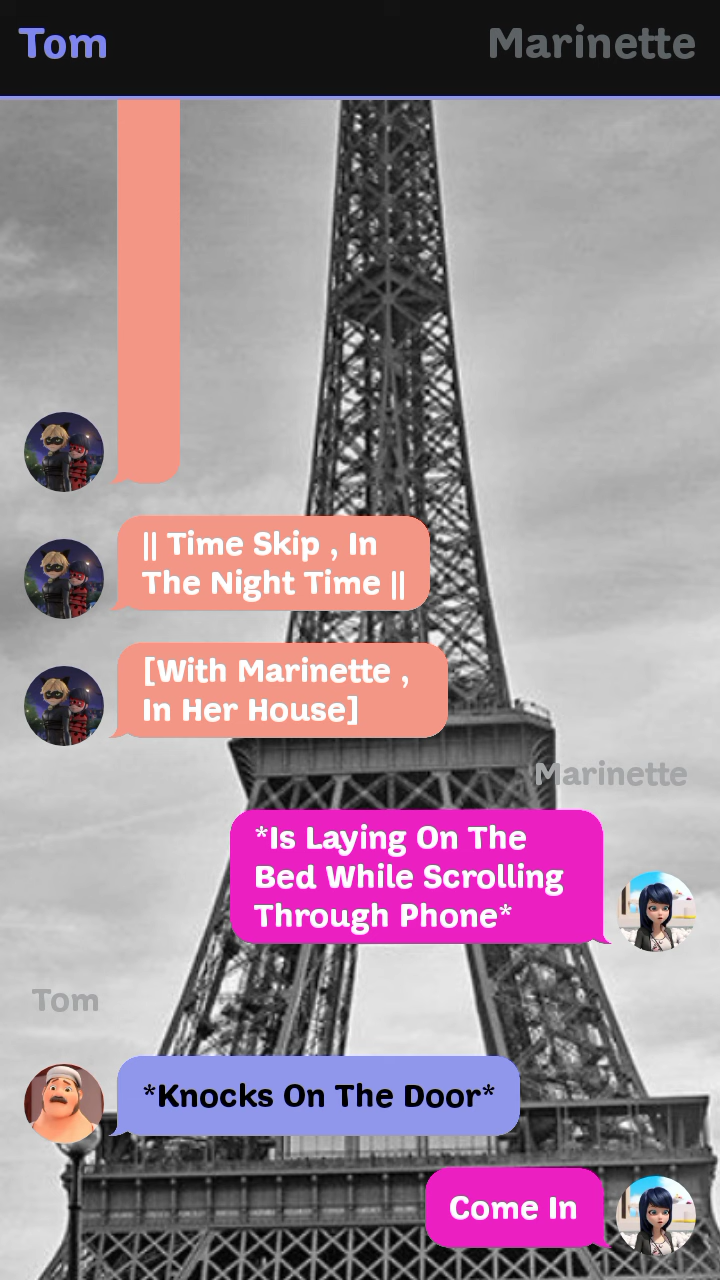 Tom
Marinette
|| Time Skip , In
The Night Time ||
[With Marinette ,
In Her House]
Marinette
*Is Laying On The
Bed While Scrolling
Through Phone*
Tom
*Knocks On The Door*
Come In